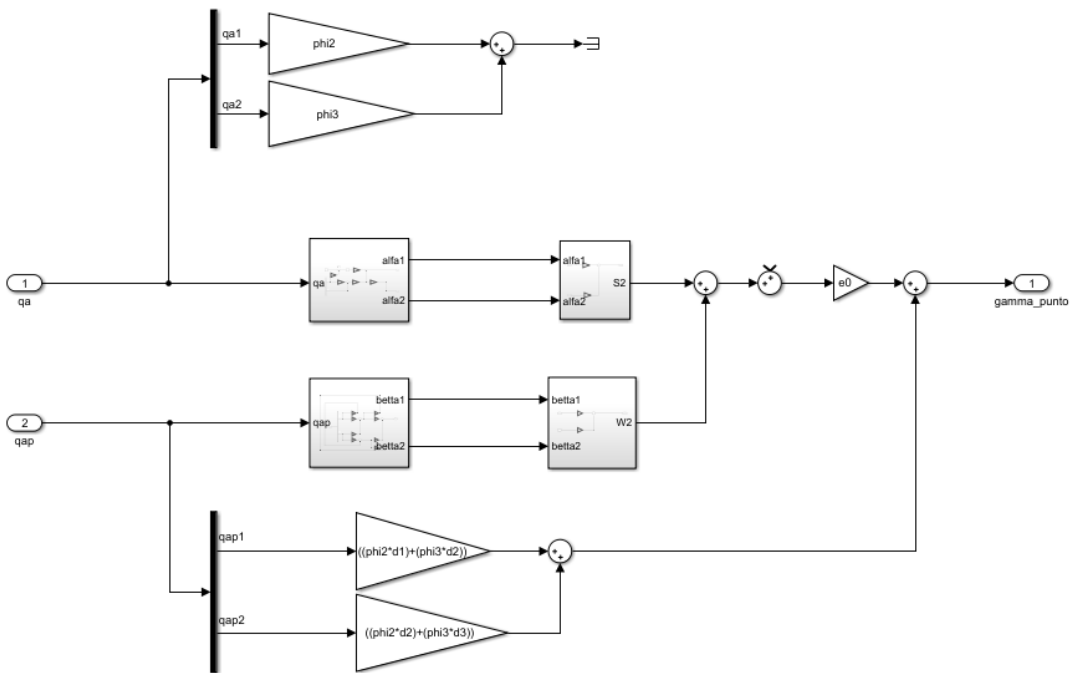 qa1
phi2
qa2
phi3
1
qa
qa
alfa1
alfa2
alfa1
alfa2
S2
e0
1
gamma_punto
2
qap
qap
betta1
betta2
betta1
betta2
W2
qap1
((phi2*d1)+(phi3*d2))
qap2
((phi2*d2)+(phi3*d3))